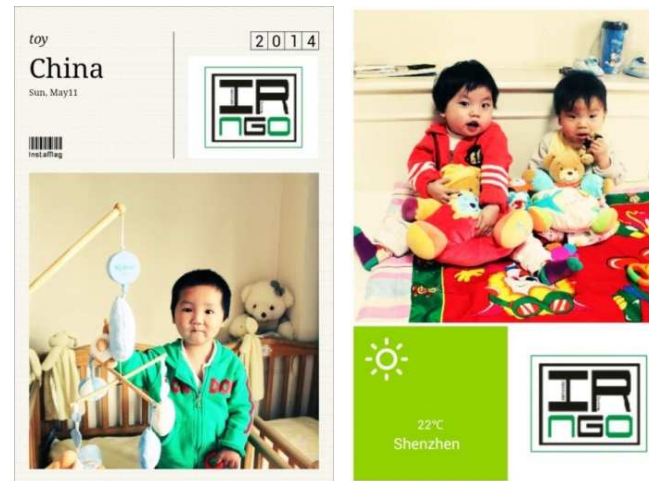 toy
2014
China
Sun, May11
InstaMag
IR
NGO
22°C
Shenzhen
IR
NGO